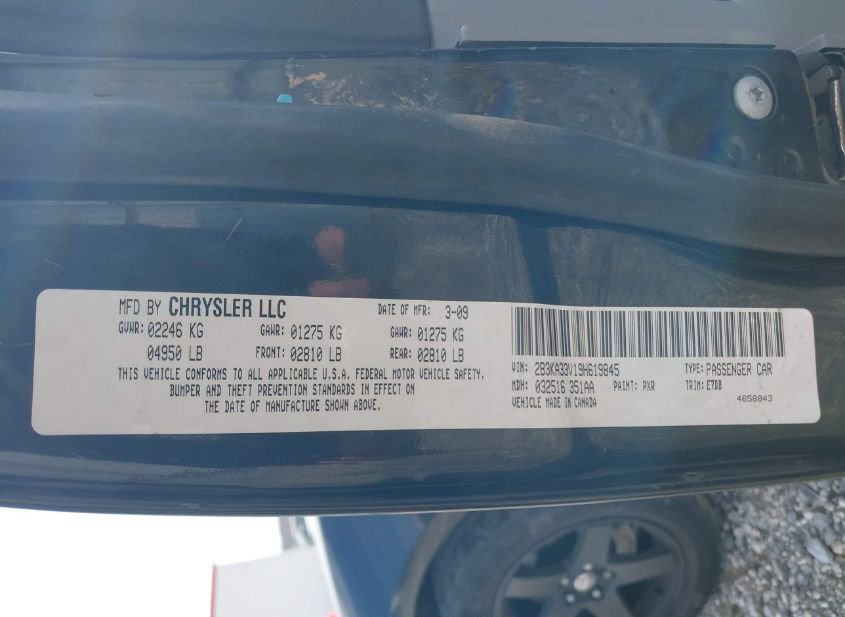 MFD BY CHRYSLER LLC DATE OF MFR: 3-09
GVWR: 02246 KG GAWR: 01275 KG GAWR: 01275 KG
04950 LB FRONT: 02810 LB REAR: 02810 LB
THIS VEHICLE CONFORMS TO ALL APPLICABLE U.S.A. FEDERAL MOTOR VEHICLE SAFETY,
BUMPER AND THEFT PREVENTION STANDARDS IN EFFECT ON
THE DATE OF MANUFACTURE SHOWN ABOVE.
VIN: 2B3KA33V19H619845 TYPE: PASSENGER CAR
MDH: 032516 351AA PAINT: PXR TRIM: E7DB
VEHICLE MADE IN CANADA 4658843